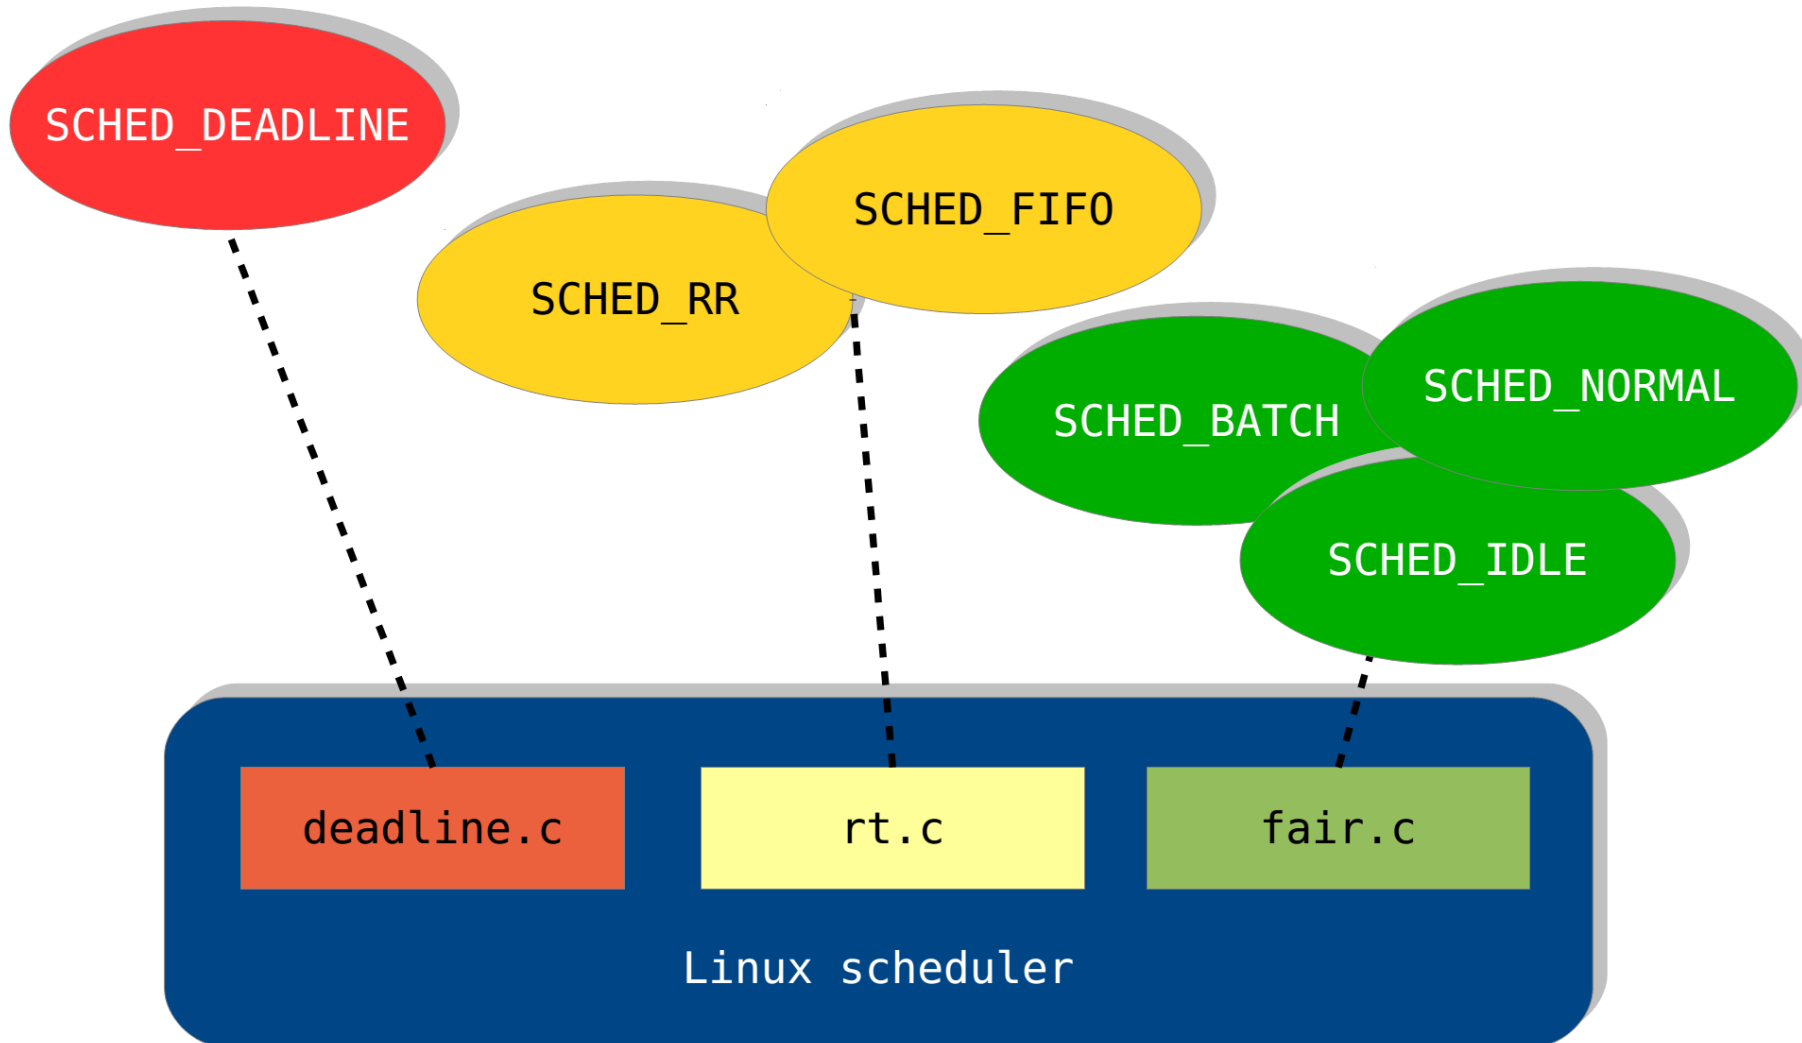 SCHED_DEADLINE
SCHED_FIFO
SCHED_RR
SCHED_NORMAL
SCHED_BATCH
SCHED_IDLE
deadline.c
rt.c
fair.c
Linux scheduler